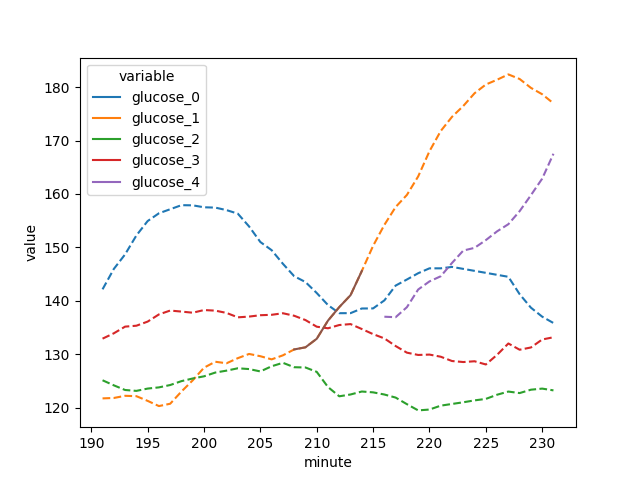 variable
glucose_0
glucose_1
glucose_2
glucose_3
glucose_4
180
170
160
150
140
130
120
value
190 195 200 205 210 215 220 225 230
minute